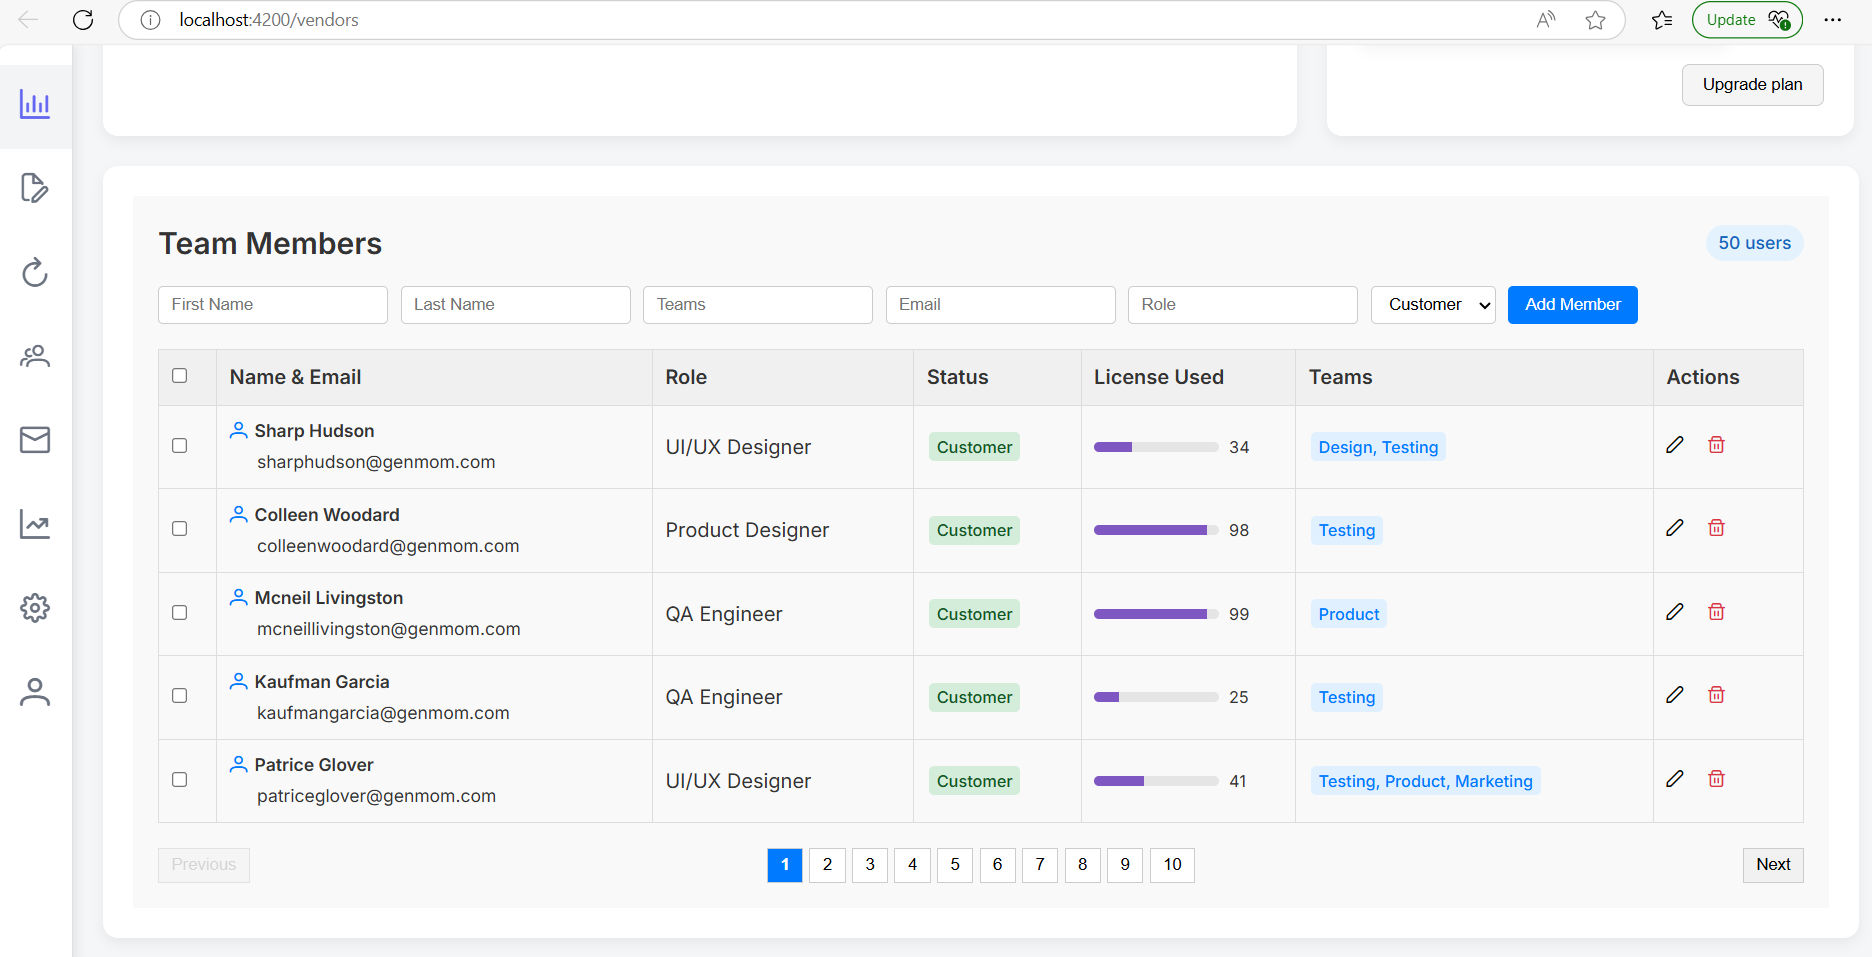 localhost:4200/vendors
Update
Upgrade plan
Team Members
50 users
First Name Last Name Teams Email Role Customer Add Member
Name & Email Role Status License Used Teams Actions
Sharp Hudson
sharphudson@genmom.com
UI/UX Designer Customer 34 Design, Testing
Colleen Woodard
colleenwoodard@genmom.com
Product Designer Customer 98 Testing
Mcneil Livingston
mcneillivingston@genmom.com
QA Engineer Customer 99 Product
Kaufman Garcia
kaufmangarcia@genmom.com
QA Engineer Customer 25 Testing
Patrice Glover
patriceglover@genmom.com
UI/UX Designer Customer 41 Testing, Product, Marketing
Previous 1 2 3 4 5 6 7 8 9 10 Next